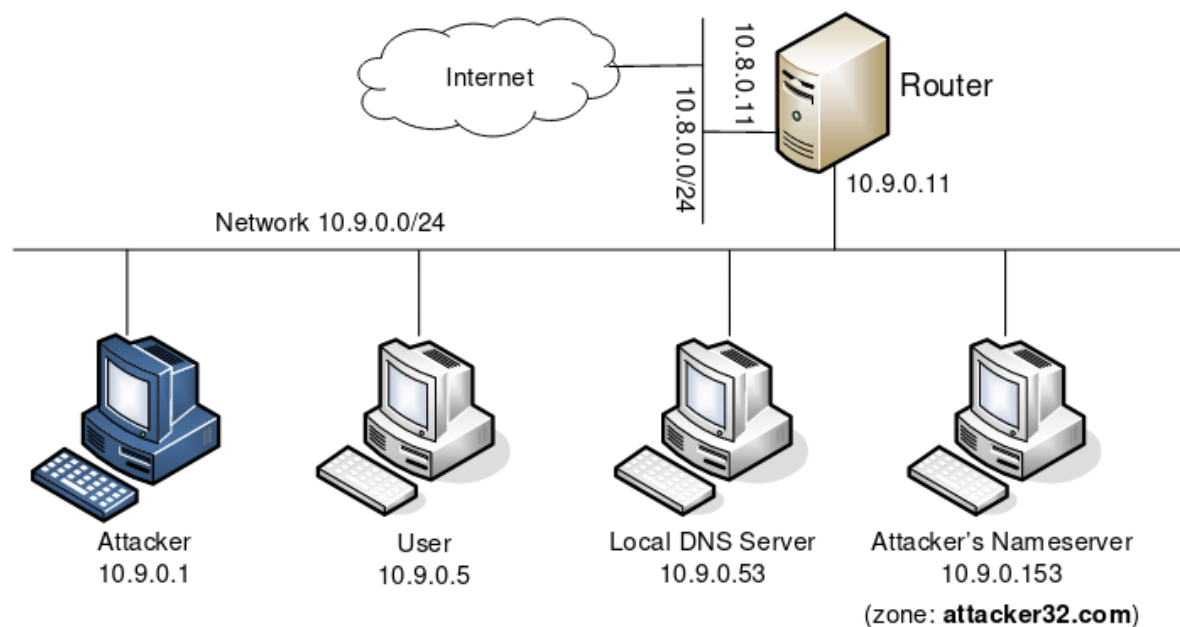 Internet
10.8.0.11
10.8.0.0/24
Router
10.9.0.11
Network 10.9.0.0/24
Attacker
10.9.0.1
User
10.9.0.5
Local DNS Server
10.9.0.53
Attacker's Nameserver
10.9.0.153
(zone: attacker32.com)